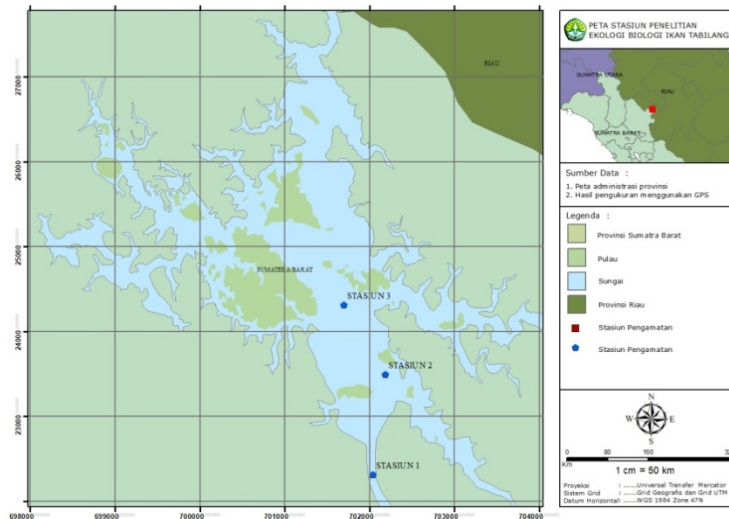 PETA STASIUN PENELITIAN
EKOLOGI BIOLOGI IKAN TABILANG
RIAU
SUMATRA UTARA
RIAU
SUMATRA BARAT
Sumber Data :
1. Peta administrasi provinsi
2. Hasil pengukuran menggunakan GPS
Legenda :
Provinsi Sumatra Barat
Pulau
Sungai
Provinsi Riau
Stasiun Pengamatan
Stasiun Pengamatan
SUMATERA BARAT
STASIUN 3
STASIUN 2
STASIUN 1
27000
26000
25000
24000
23000
698000
699000
700000
701000
702000
703000
704000
N
W
E
S
0
80
160
Km
1 cm = 50 km
Proyeksi : ......Universal Transfer Mercator
Sistem Grid : ......Grid Geografis dan Grid UTM
Datum Horizontal: ......WGS 1984 Zone 47N